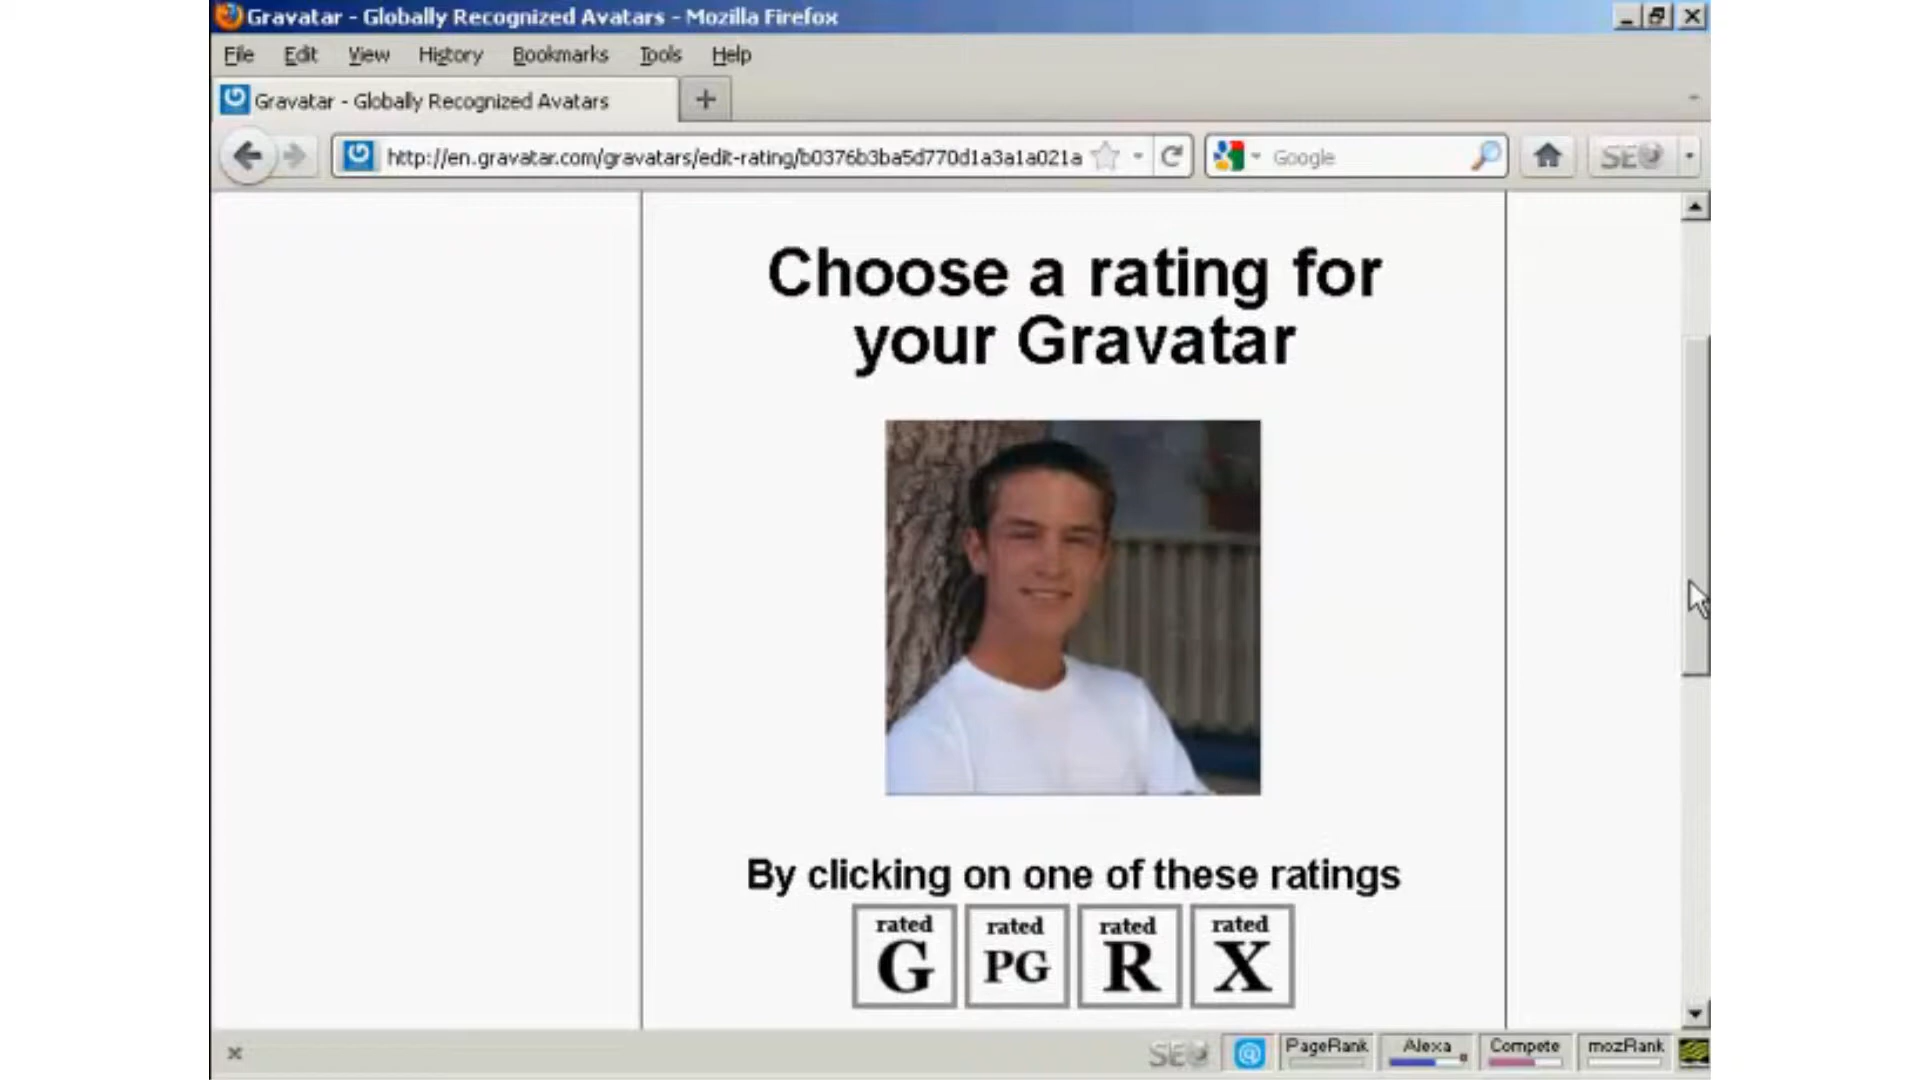 Gravatar - Globally Recognized Avatars - Mozilla Firefox
File Edit View History Bookmarks Tools Help
Gravatar - Globally Recognized Avatars
http://en.gravatar.com/gravatars/edit-rating/b0376b3ba5d770d1a3a1a021a
Google
SEO
Choose a rating for
your Gravatar
By clicking on one of these ratings
rated G
rated PG
rated R
rated X
SEO PageRank Alexa Compete mozRank